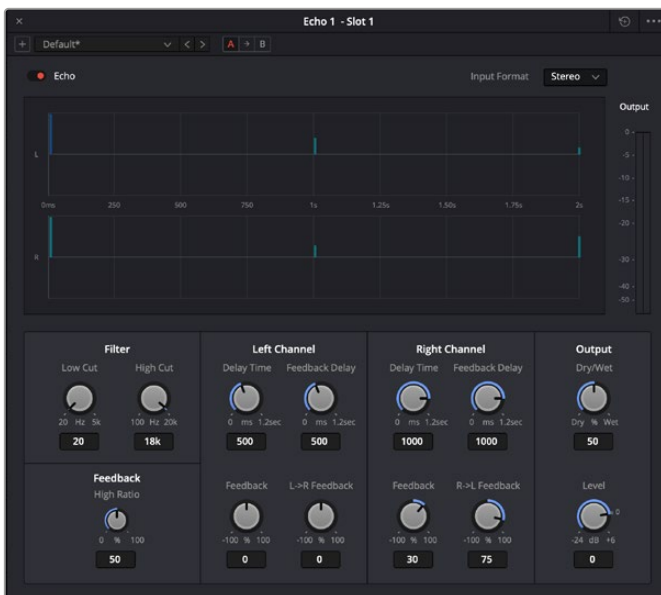 × Echo 1 - Slot 1 •••
+ Default* < > A → B
Echo Input Format Stereo
Output
L
0ms 250 500 750 1s 1.25s 1.50s 1.75s 2s
R
0
-5
-10
-15
-20
-30
-40
-50
Filter
Low Cut High Cut
20 Hz 5k 100 Hz 20k
20 18k
Feedback
High Ratio
0 % 100
50
Left Channel
Delay Time Feedback Delay
0 ms 1.2sec 0 ms 1.2sec
500 500
Feedback L->R Feedback
-100 % 100 -100 % 100
0 0
Right Channel
Delay Time Feedback Delay
0 ms 1.2sec 0 ms 1.2sec
1000 1000
Feedback R->L Feedback
-100 % 100 -100 % 100
30 75
Output
Dry/Wet
Dry % Wet
50
Level
0
-24 dB +6
0